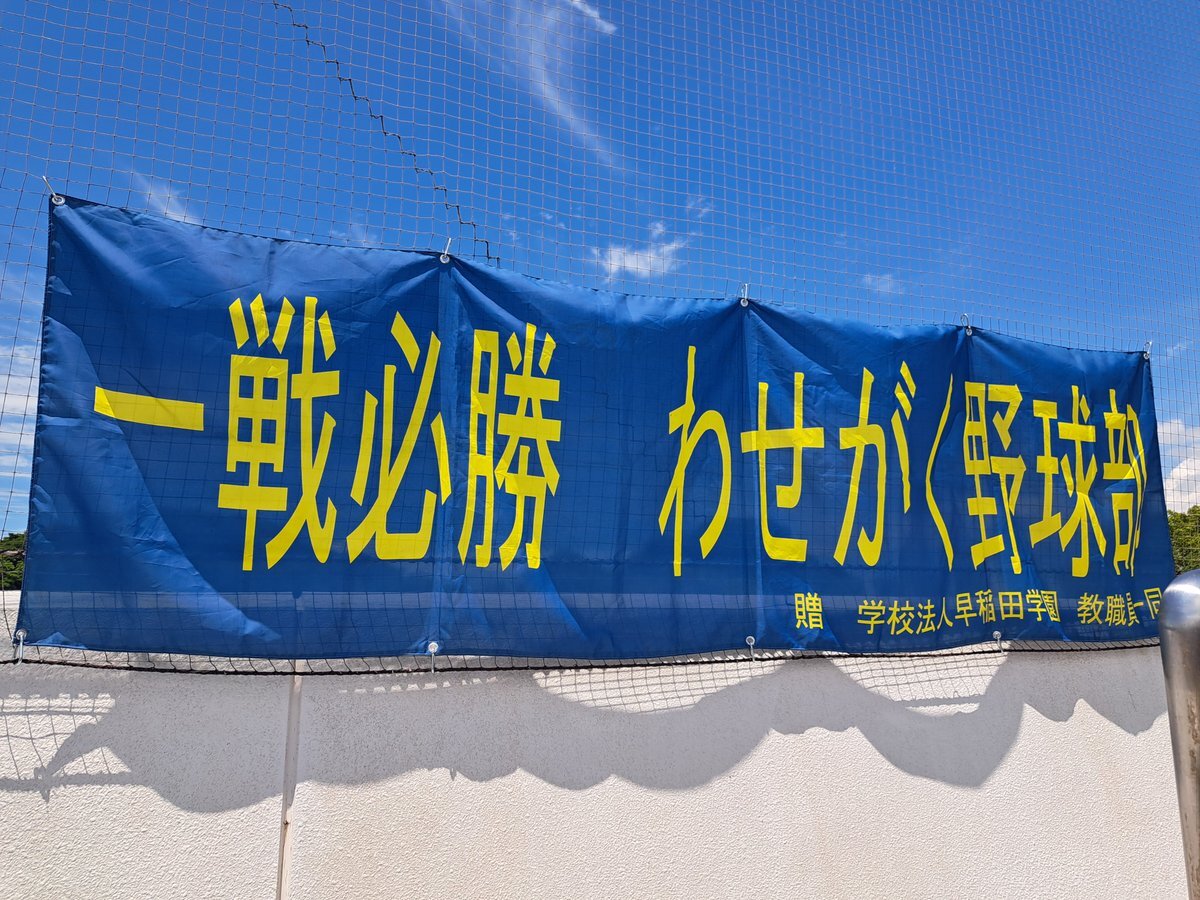 一戦必勝 わせがく野球部
贈 学校法人早稲田学園 教職員一同